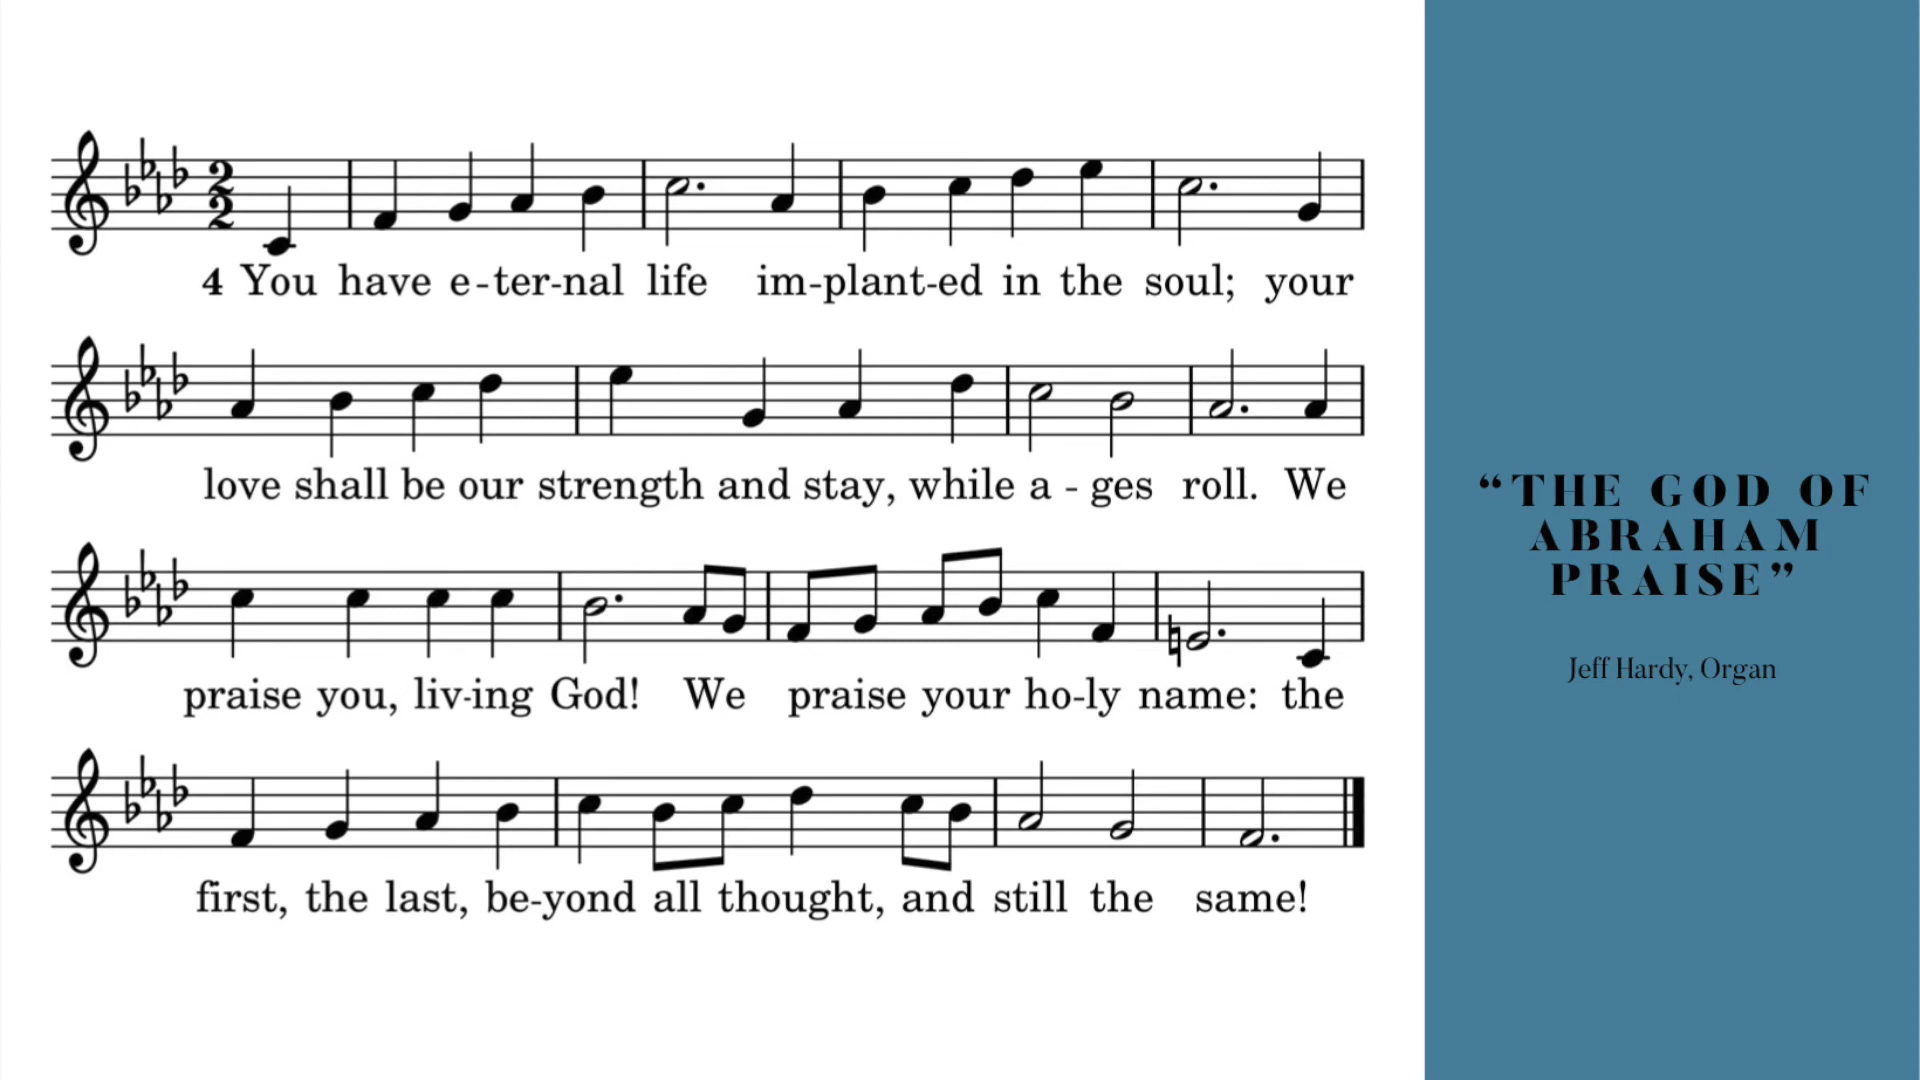 4 You have e-ter-nal life im-plant-ed in the soul; your
love shall be our strength and stay, while a - ges roll. We
praise you, liv-ing God! We praise your ho-ly name: the
first, the last, be-yond all thought, and still the same!
“THE GOD OF
ABRAHAM
PRAISE”
Jeff Hardy, Organ